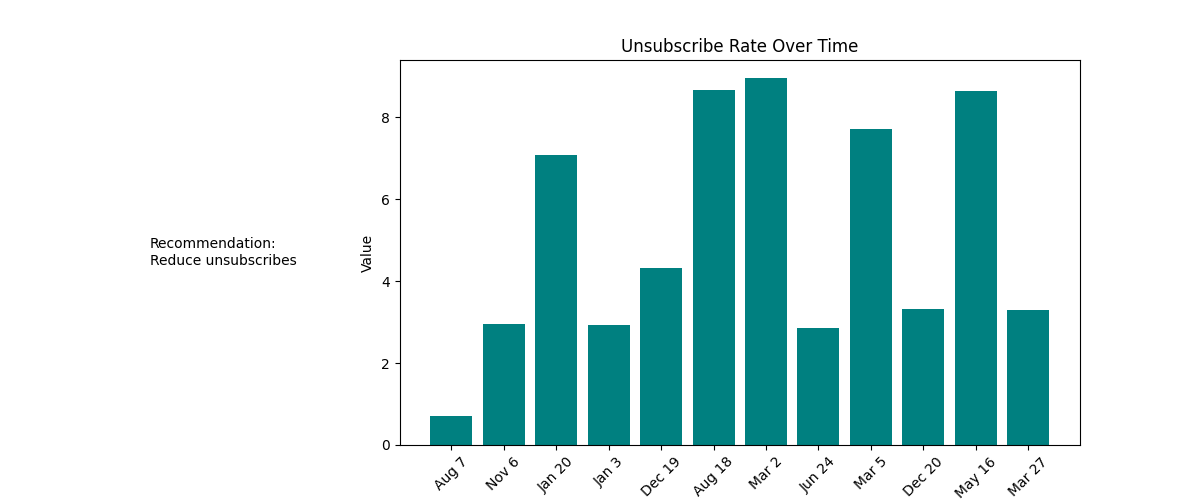 Unsubscribe Rate Over Time
Recommendation:
Reduce unsubscribes
Value
8
6
4
2
0
Aug 7
Nov 6
Jan 20
Jan 3
Dec 19
Aug 18
Mar 2
Jun 24
Mar 5
Dec 20
May 16
Mar 27